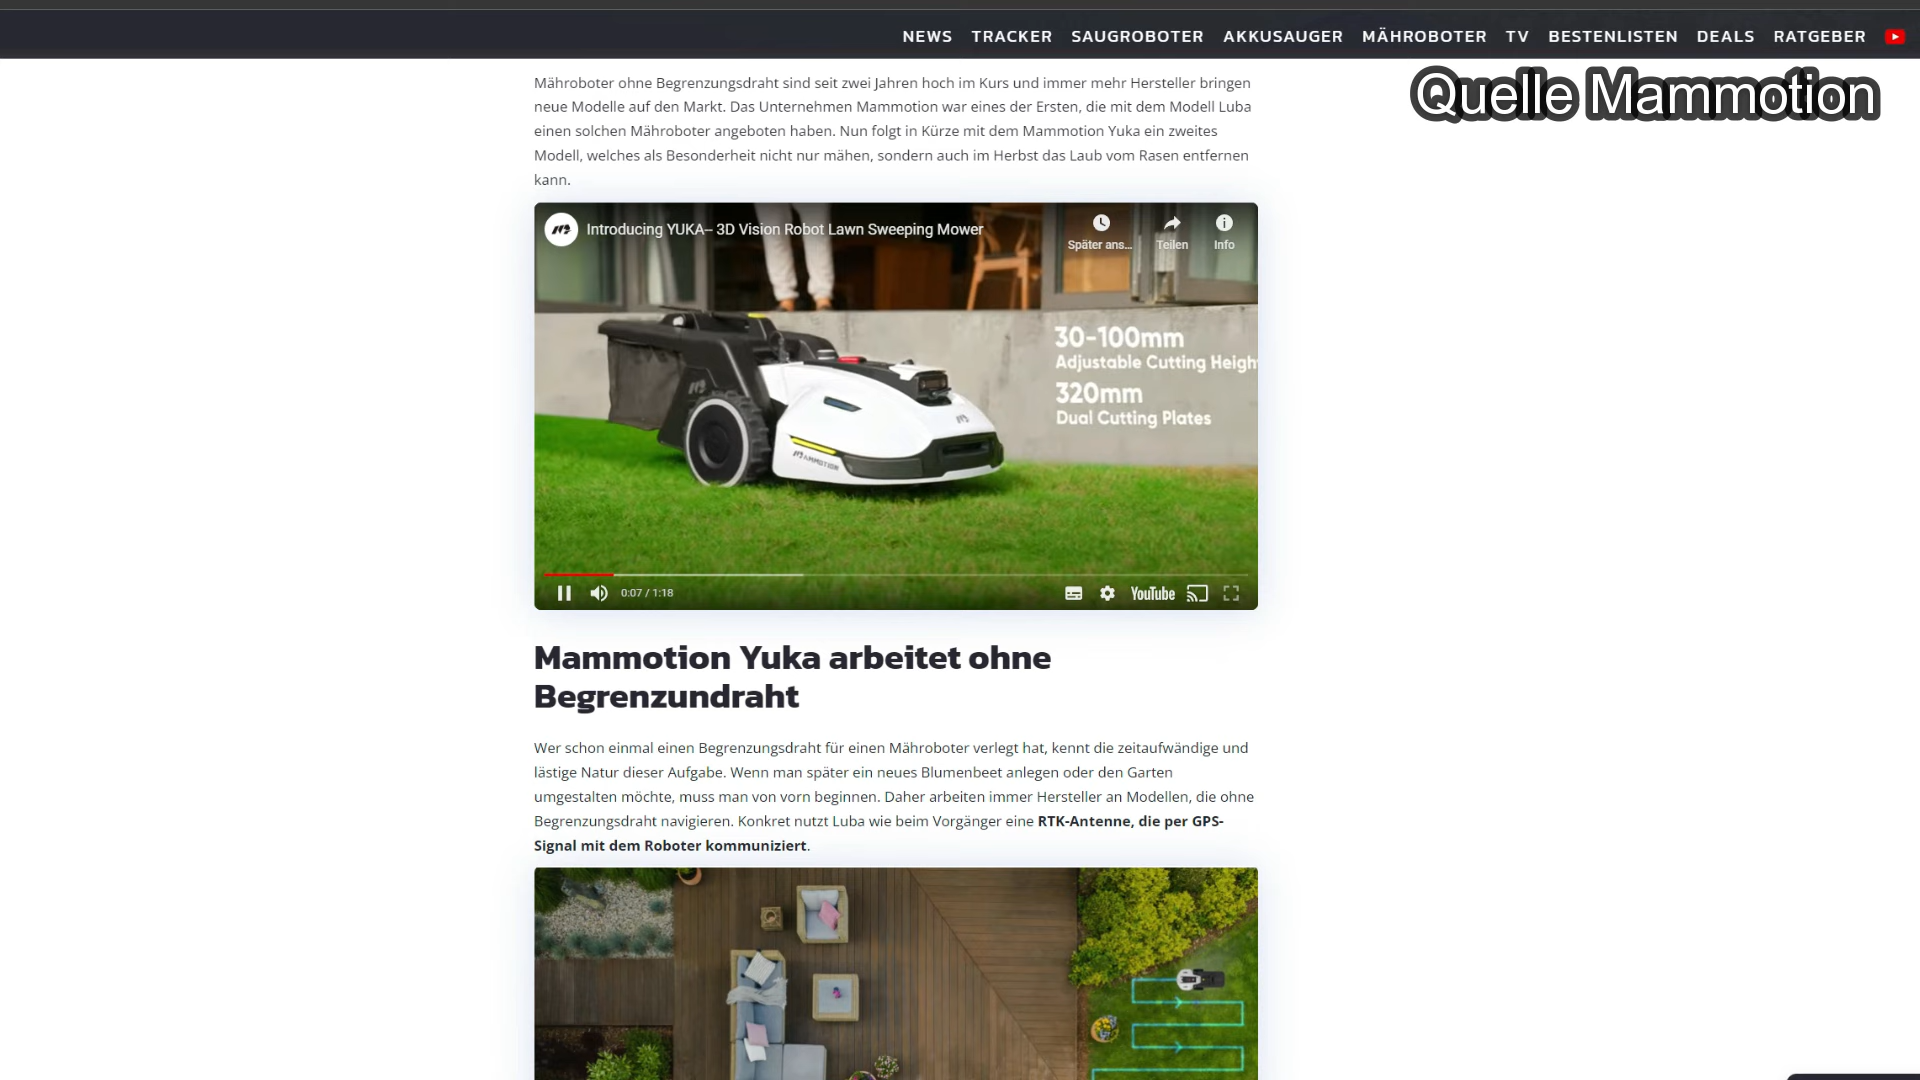 NEWS TRACKER SAUGROBOTER AKKUSAUGER MÄHROBOTER TV BESTENLISTEN DEALS RATGEBER
Quelle Mammotion
Mähroboter ohne Begrenzungsdraht sind seit zwei Jahren hoch im Kurs und immer mehr Hersteller bringen
neue Modelle auf den Markt. Das Unternehmen Mammotion war eines der Ersten, die mit dem Modell Luba
einen solchen Mähroboter angeboten haben. Nun folgt in Kürze mit dem Mammotion Yuka ein zweites
Modell, welches als Besonderheit nicht nur mähen, sondern auch im Herbst das Laub vom Rasen entfernen
kann.
Introducing YUKA– 3D Vision Robot Lawn Sweeping Mower
Später ans... Teilen Info
30-100mm
Adjustable Cutting Heigh
320mm
Dual Cutting Plates
MAMMOTION
0:07 / 1:18
YouTube
Mammotion Yuka arbeitet ohne
Begrenzundraht
Wer schon einmal einen Begrenzungsdraht für einen Mähroboter verlegt hat, kennt die zeitaufwändige und
lästige Natur dieser Aufgabe. Wenn man später ein neues Blumenbeet anlegen oder den Garten
umgestalten möchte, muss man von vorn beginnen. Daher arbeiten immer Hersteller an Modellen, die ohne
Begrenzungsdraht navigieren. Konkret nutzt Luba wie beim Vorgänger eine RTK-Antenne, die per GPS-
Signal mit dem Roboter kommuniziert.